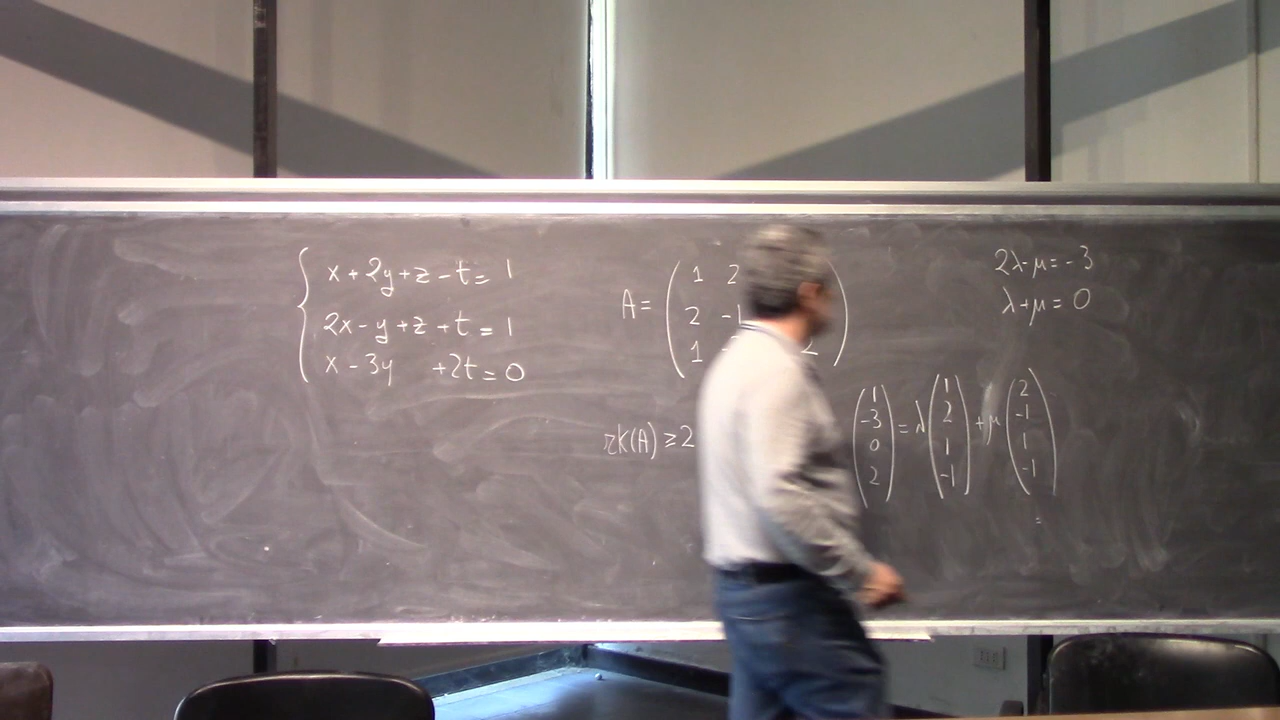 x + 2y + z - t = 1
2x - y + z + t = 1
x - 3y + 2t = 0
A = ( 1 2
2 -1
1 2 )
rk(A) ≥ 2
2λ - μ = -3
λ + μ = 0
( 1 -3 0 2 ) = λ ( 1 2 1 -1 ) + μ ( 2 -1 1 -1 )
=